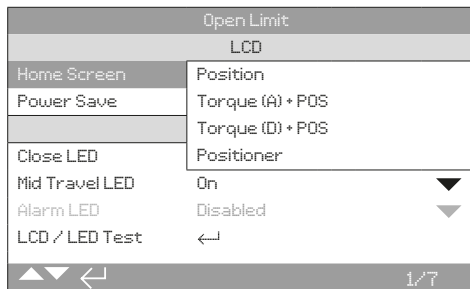 Open Limit
LCD
Home Screen
Position
Power Save
Torque (A) + POS
Torque (D) + POS
Close LED
Positioner
Mid Travel LED On
Alarm LED Disabled
LCD / LED Test
1/7